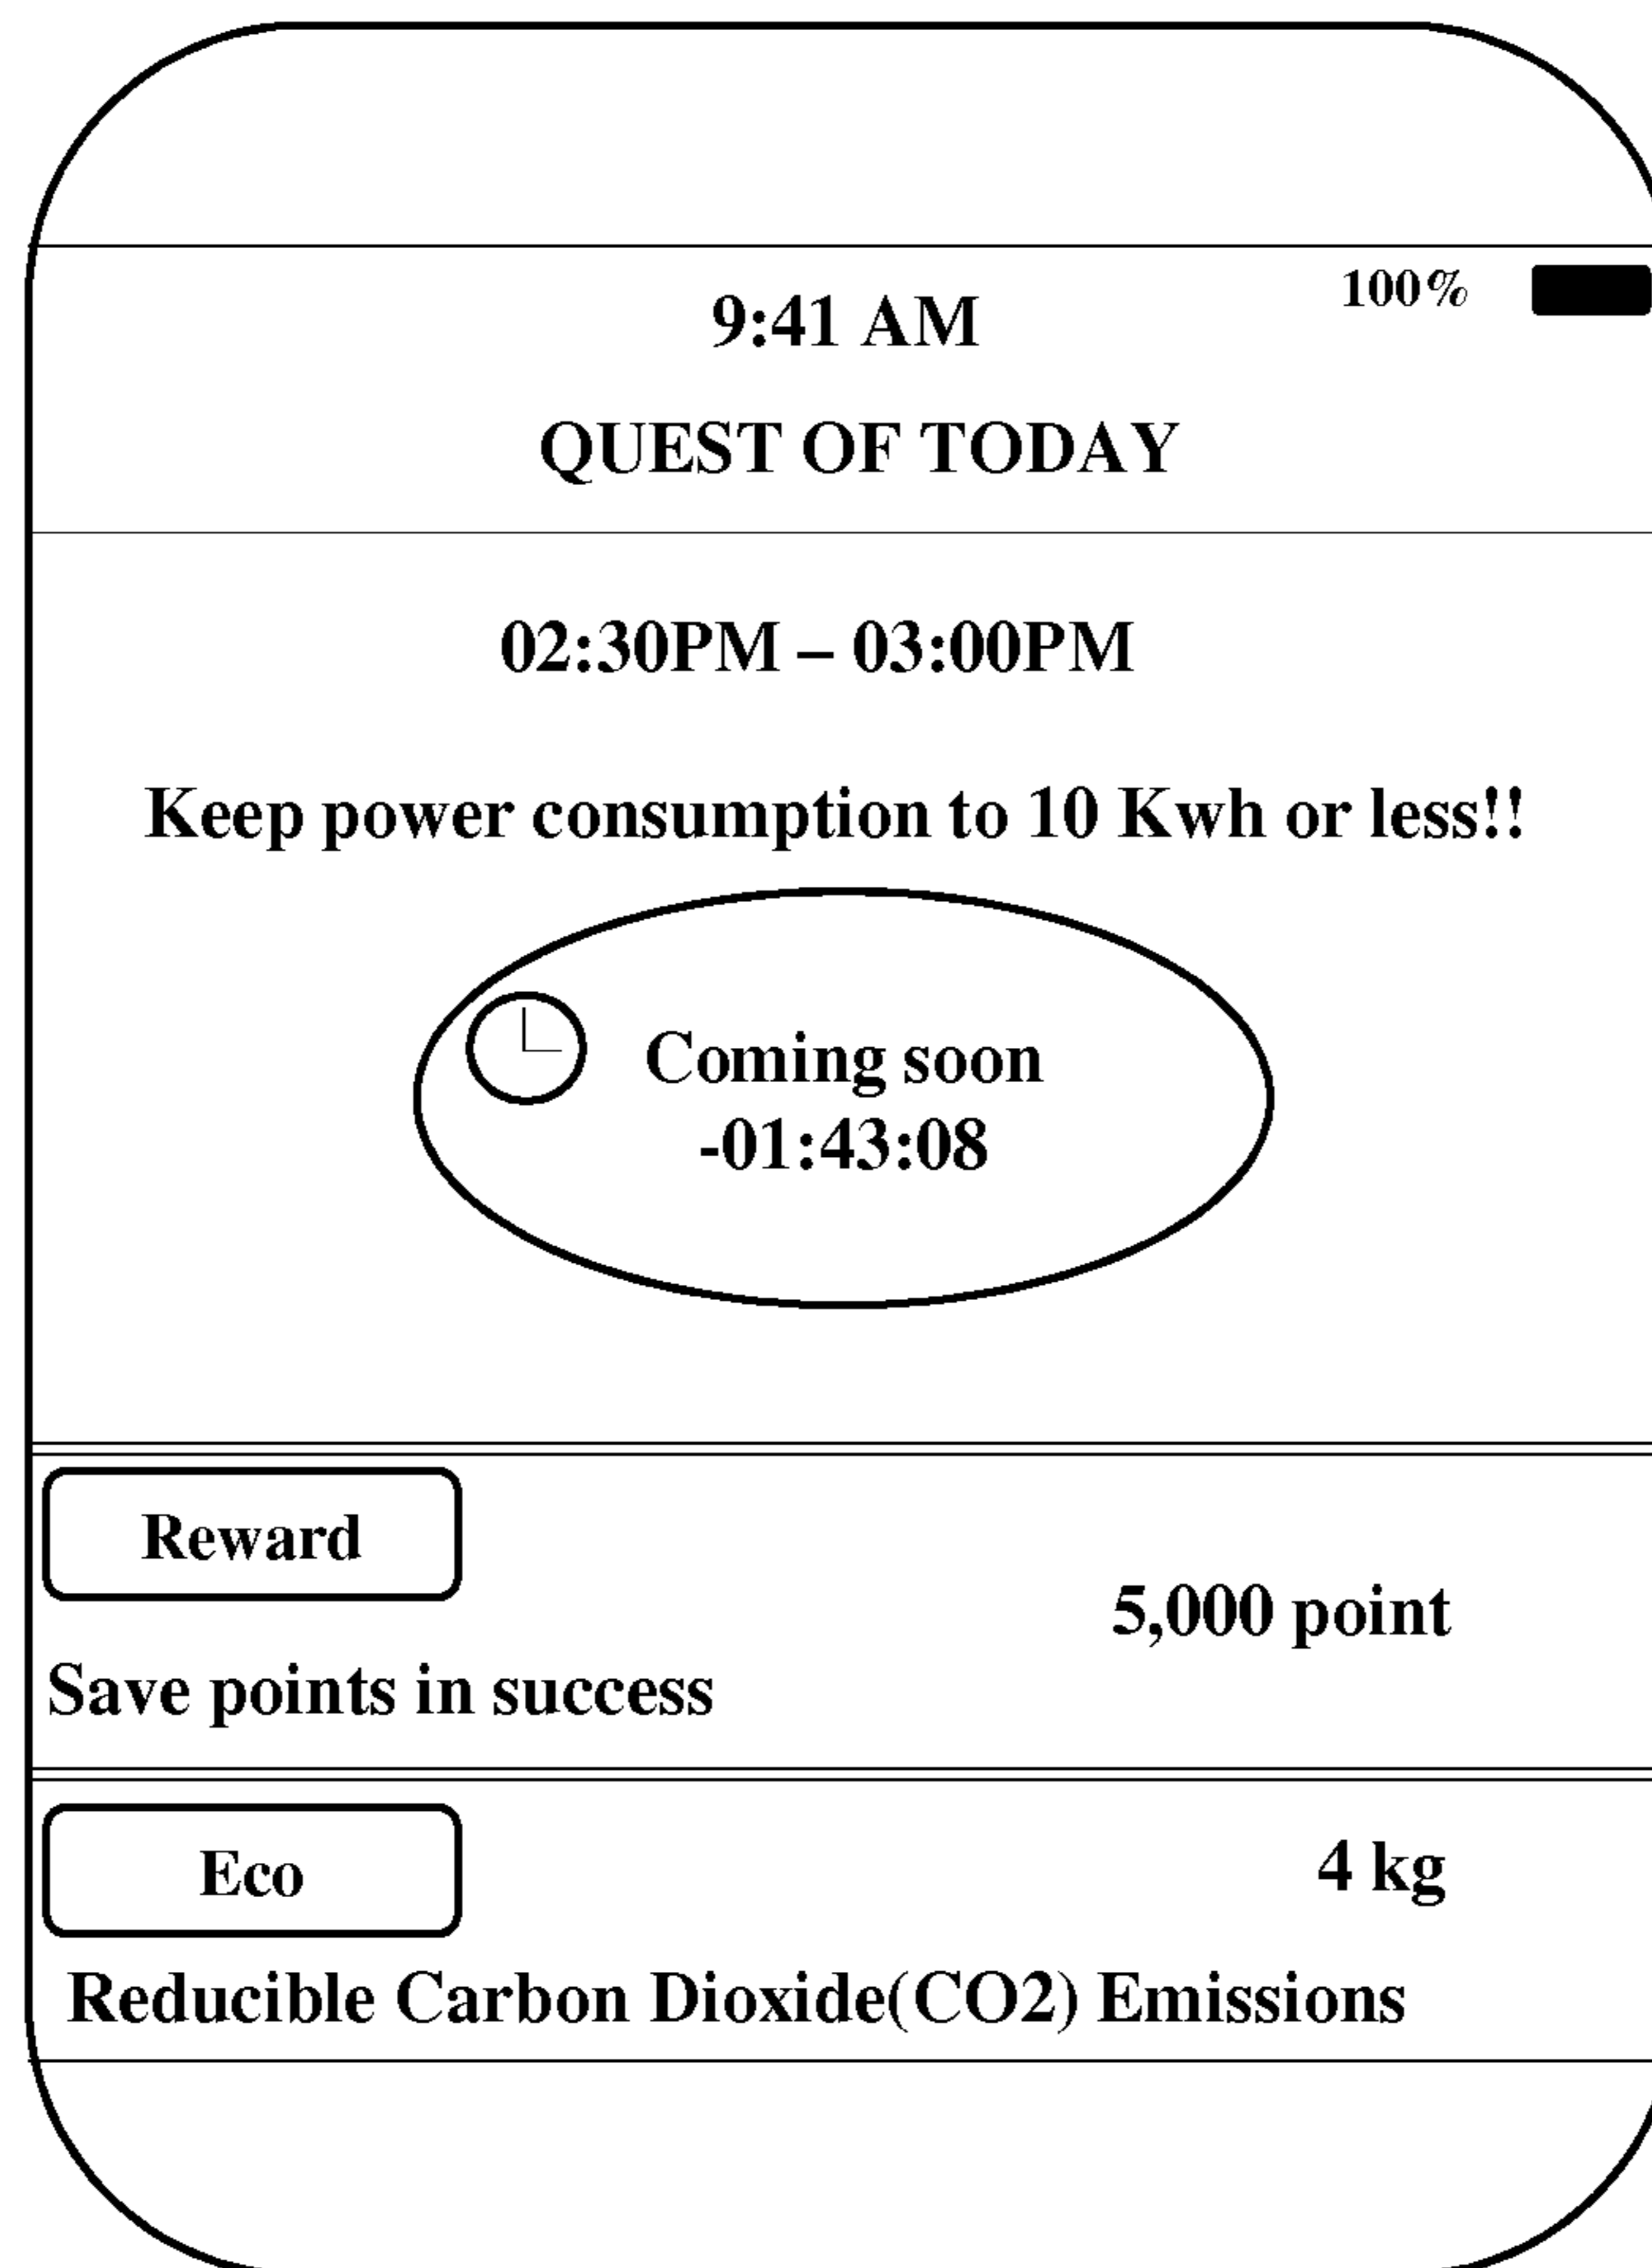 100%
9:41 AM
QUEST OF TODAY
02:30PM – 03:00PM
Keep power consumption to 10 Kwh or less!!
Coming soon
-01:43:08
Reward
5,000 point
Save points in success
Eco
4 kg
Reducible Carbon Dioxide(CO2) Emissions